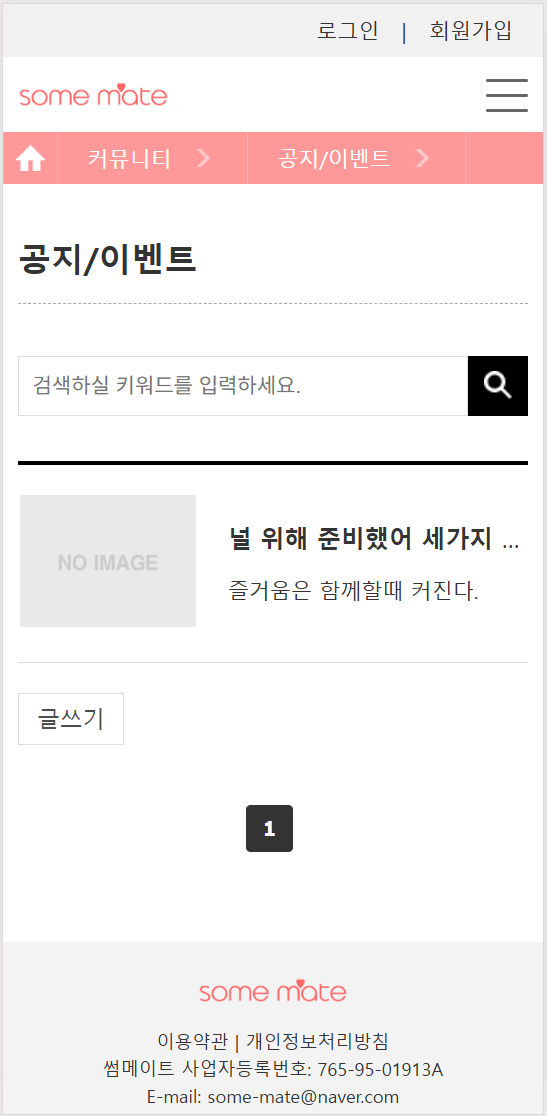 로그인 | 회원가입
some mate
커뮤니티 공지/이벤트
공지/이벤트
검색하실 키워드를 입력하세요.
NO IMAGE
널 위해 준비했어 세가지 ...
즐거움은 함께할때 커진다.
글쓰기
1
some mate
이용약관 | 개인정보처리방침
썸메이트 사업자등록번호: 765-95-01913A
E-mail: some-mate@naver.com